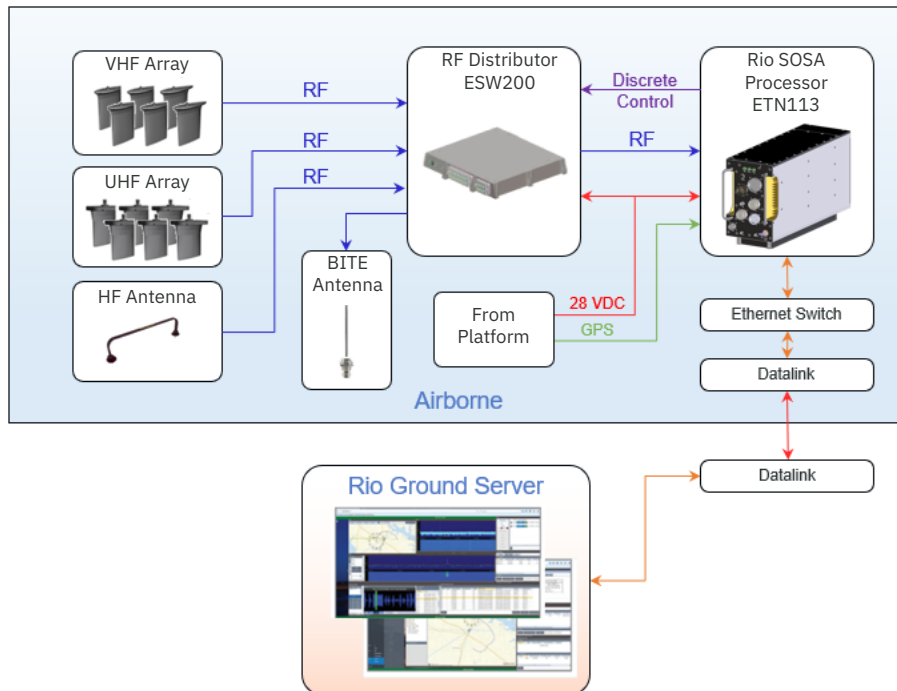 VHF Array
RF
RF Distributor
ESW200
Discrete
Control
Rio SOSA
Processor
ETN113
RF
RF
UHF Array
RF
HF Antenna
BITE
Antenna
From
Platform
28 VDC
GPS
Ethernet Switch
Datalink
Airborne
Datalink
Rio Ground Server